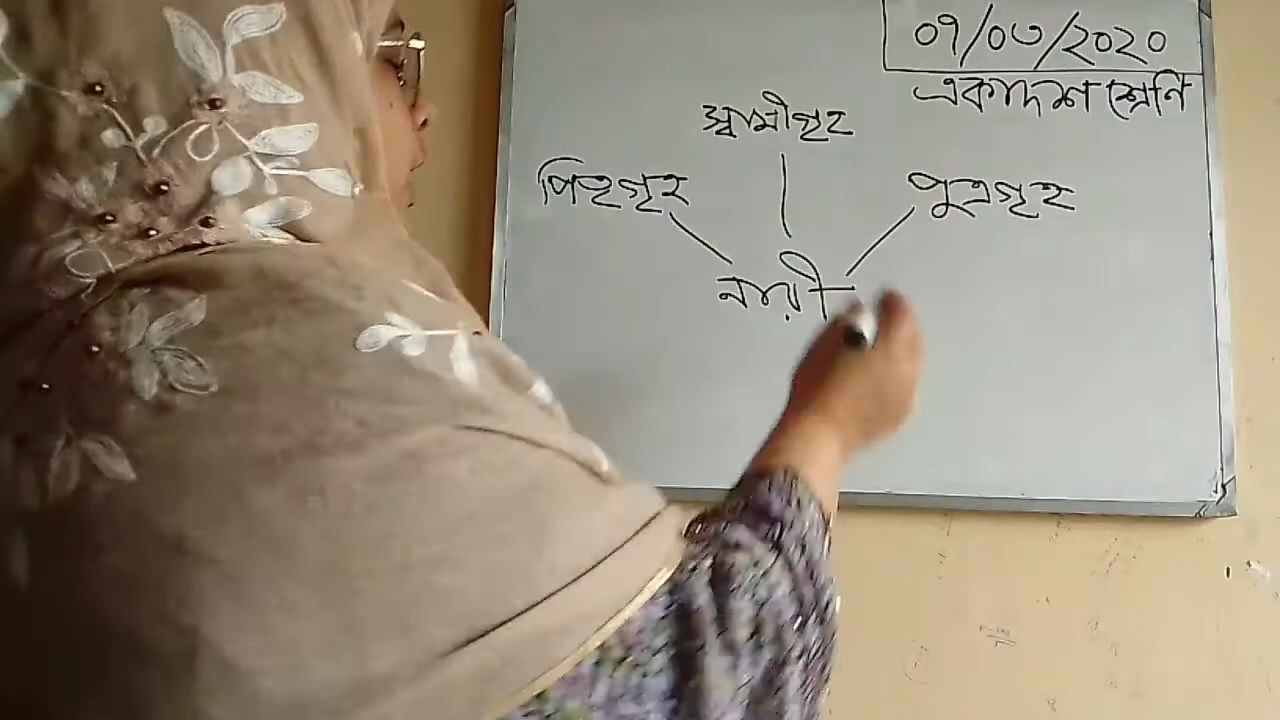 ০৭/০৩/২০২০
একাদশ শ্রেণি
স্বামীগৃহ
পিতৃগৃহ
পুত্রগৃহ
নারী